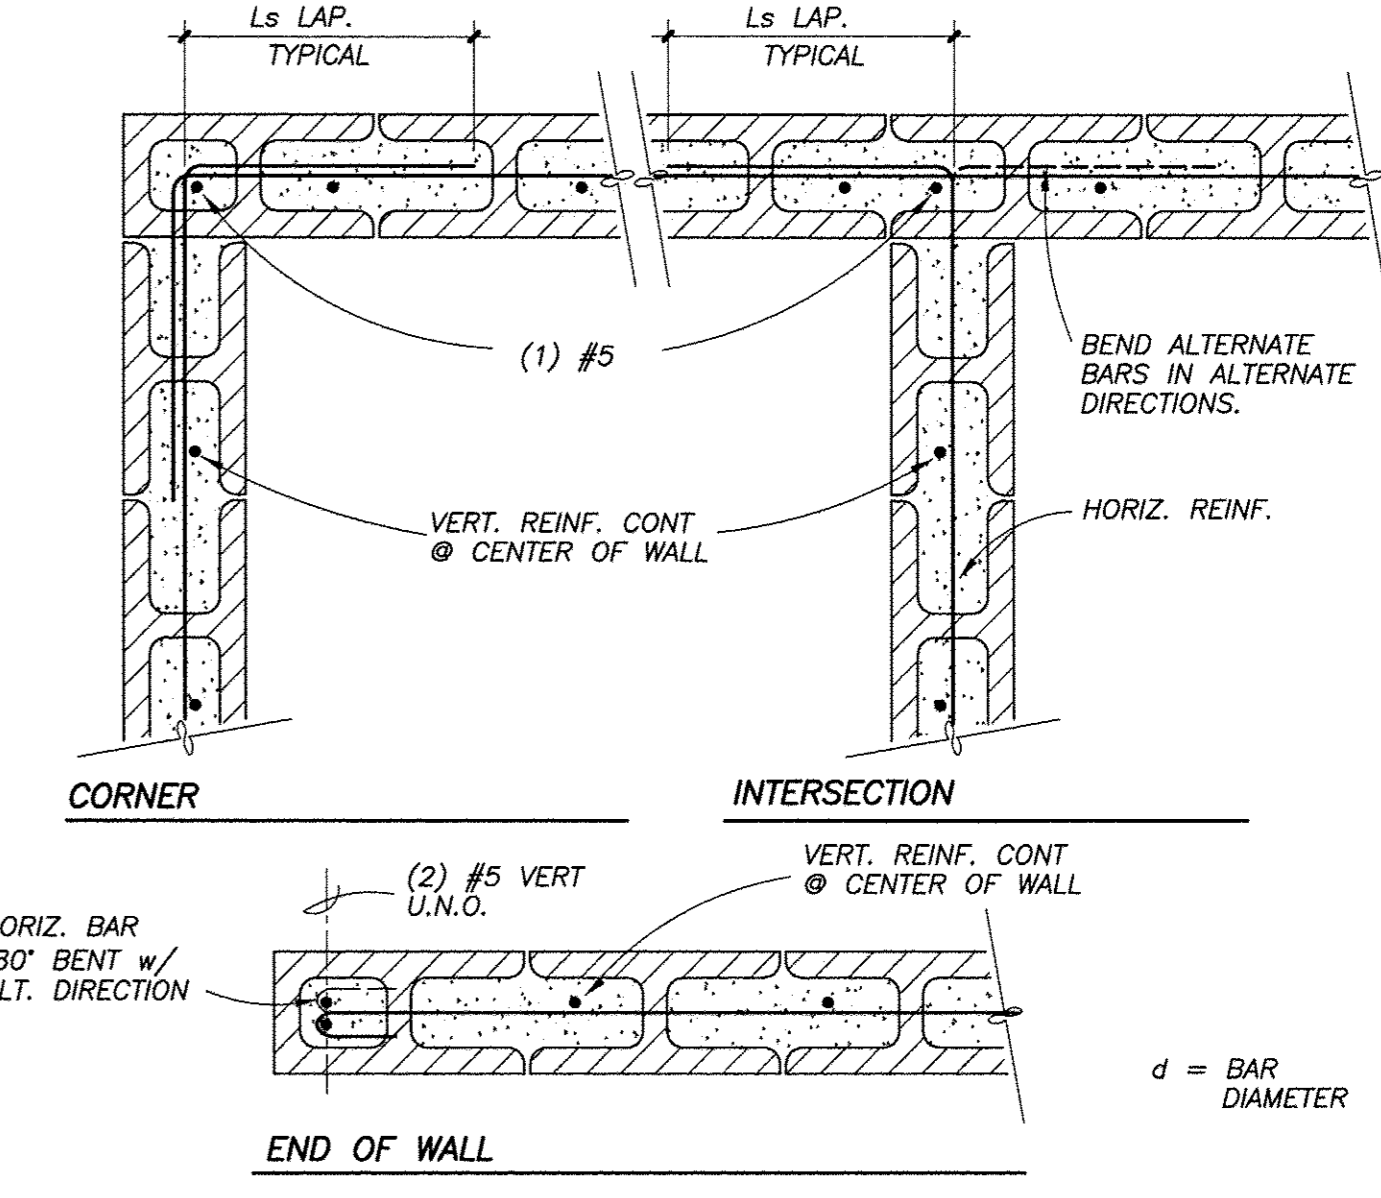 Ls LAP.
TYPICAL
Ls LAP.
TYPICAL
(1) #5
BEND ALTERNATE
BARS IN ALTERNATE
DIRECTIONS.
VERT. REINF. CONT
@ CENTER OF WALL
HORIZ. REINF.
CORNER
INTERSECTION
(2) #5 VERT
U.N.O.
VERT. REINF. CONT
@ CENTER OF WALL
ORIZ. BAR
80° BENT w/
LT. DIRECTION
d = BAR
DIAMETER
END OF WALL